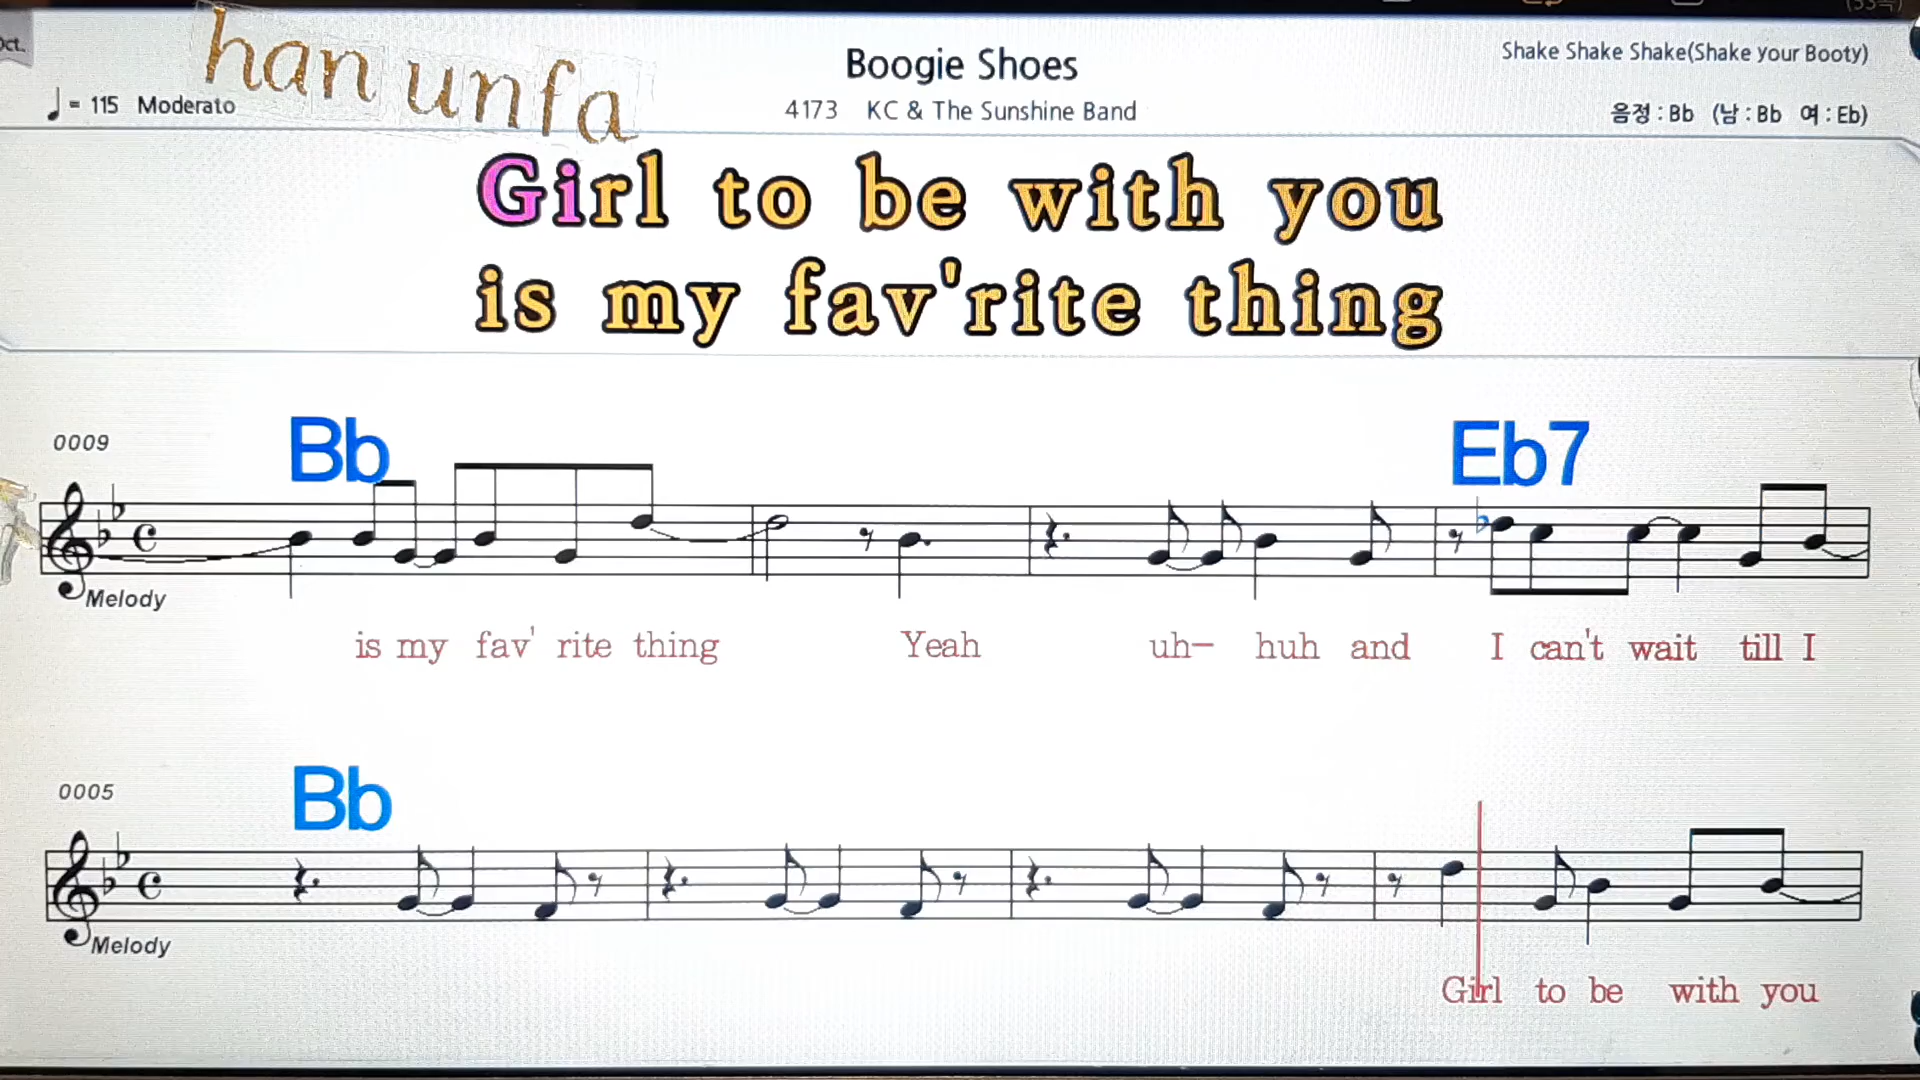 Oct.
han unfa
♩ = 115 Moderato
Boogie Shoes
4173 KC & The Sunshine Band
Shake Shake Shake(Shake your Booty)
음정 : Bb (남 : Bb 여 : Eb)
Girl to be with you
is my fav'rite thing
0009
Bb Eb7
Melody
is my fav' rite thing Yeah uh- huh and I can't wait till I
0005
Bb
Melody
Girl to be with you